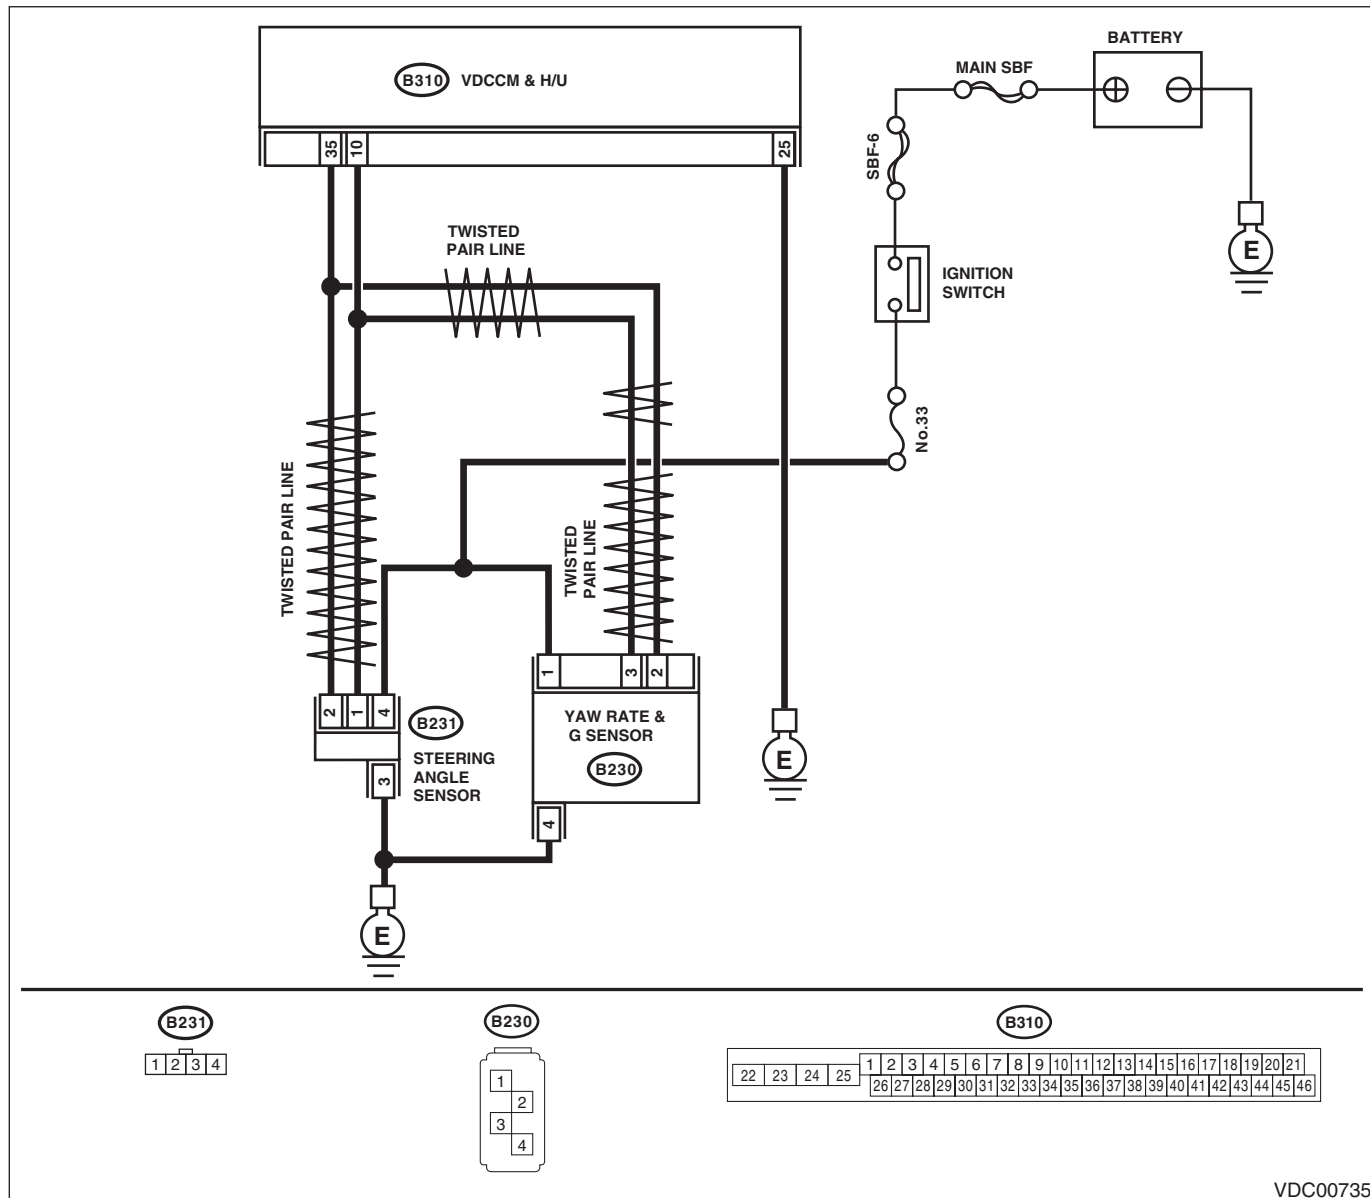 BATTERY
MAIN SBF
B310 VDCCM & H/U
35 10 25
SBF-6
TWISTED
PAIR LINE
E
IGNITION
SWITCH
No.33
TWISTED PAIR LINE
TWISTED
PAIR LINE
1 3 2
2 1 4
B231
STEERING
ANGLE
SENSOR
YAW RATE &
G SENSOR
B230
E
3
4
E
B231
1 2 3 4
B230
1
2
3
4
B310
1 2 3 4 5 6 7 8 9 10 11 12 13 14 15 16 17 18 19 20 21
22 23 24 25
26 27 28 29 30 31 32 33 34 35 36 37 38 39 40 41 42 43 44 45 46
VDC00735